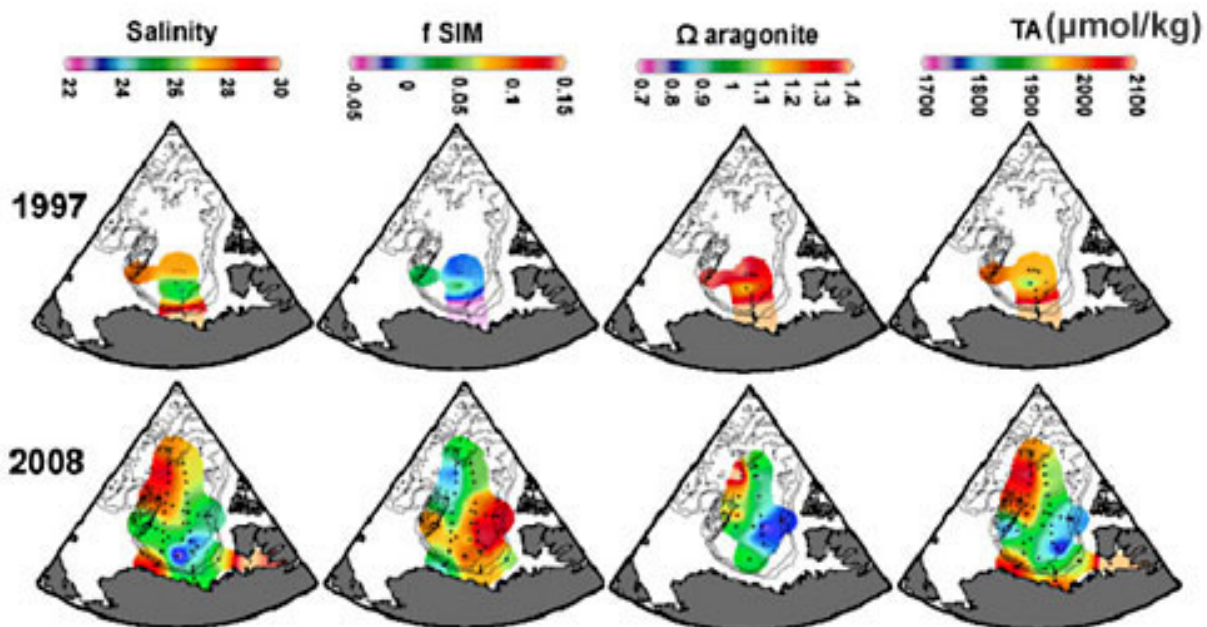 Salinity
f SIM
Ω aragonite
TA (μmol/kg)
22 24 26 28 30
-0.05 0 0.05 0.1 0.15
0.7 0.8 0.9 1 1.1 1.2 1.3 1.4
1700 1800 1900 2000 2100
1997
2008